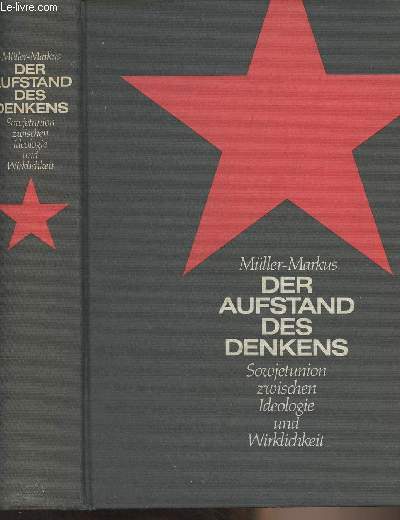 Le-livre.com
Müller-Markus
DER
AUFSTAND
DES
DENKENS
Sowjetunion
zwischen
Ideologie
und
Wirklichkeit
Müller-Markus
DER
AUFSTAND
DES
DENKENS
Sowjetunion
zwischen
Ideologie
und
Wirklichkeit